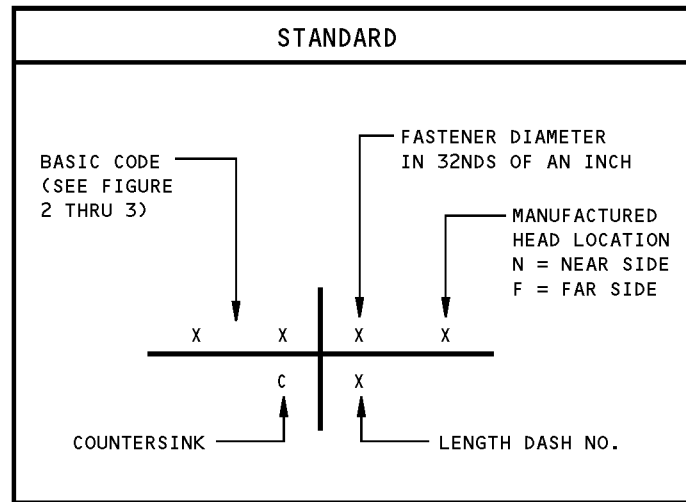 STANDARD
BASIC CODE
(SEE FIGURE
2 THRU 3)
FASTENER DIAMETER
IN 32NDS OF AN INCH
MANUFACTURED
HEAD LOCATION
N = NEAR SIDE
F = FAR SIDE
X X X X
C X
COUNTERSINK
LENGTH DASH NO.